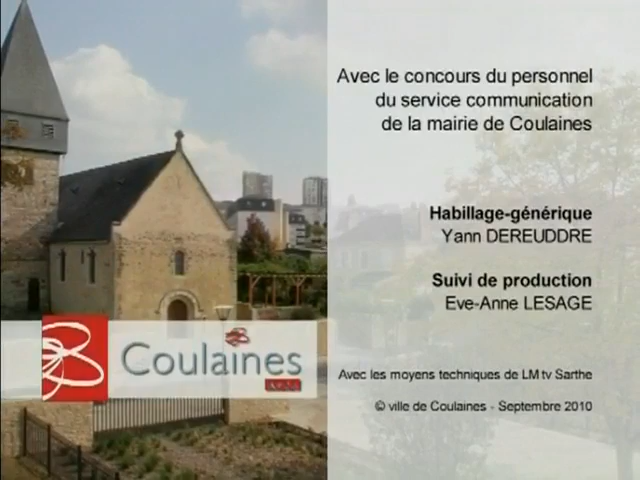 Avec le concours du personnel
du service communication
de la mairie de Coulaines
Habillage-générique
Yann DEREUDDRE
Suivi de production
Eve-Anne LESAGE
Coulaines
Avec les moyens techniques de LM tv Sarthe
© ville de Coulaines - Septembre 2010